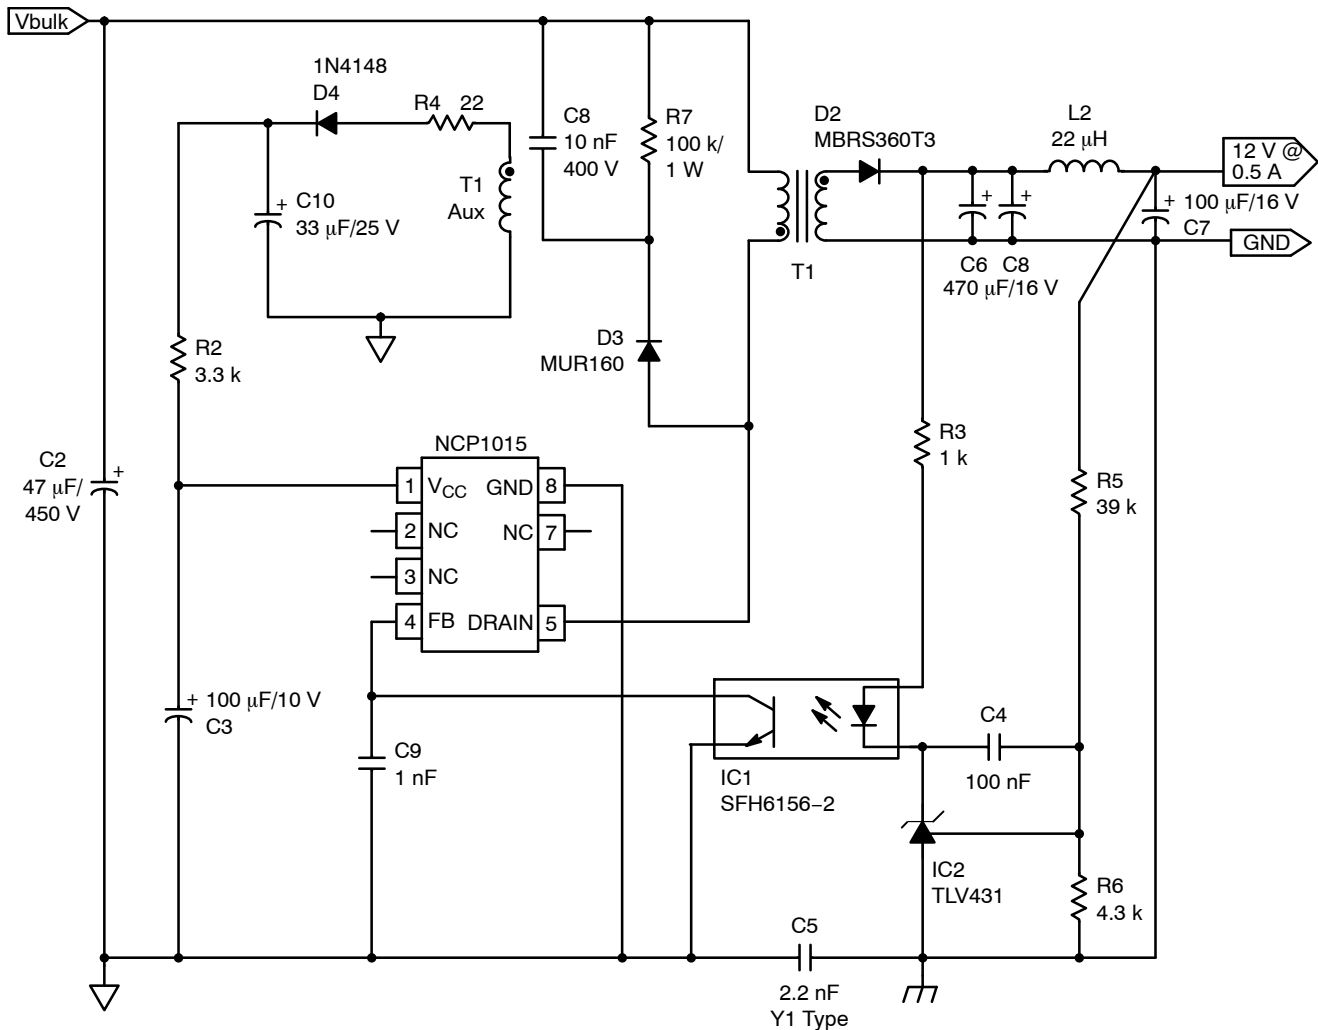 Vbulk
1N4148
D4
R4 22
C8
10 nF
400 V
R7
100 k/
1 W
D2
MBRS360T3
L2
22 μH
12 V @
0.5 A
T1
Aux
+ C10
33 μF/25 V
+
+
+ 100 μF/16 V
C7
GND
T1
C6 C8
470 μF/16 V
R2
3.3 k
D3
MUR160
R3
1 k
NCP1015
C2
47 μF/
450 V
+
1 VCC GND 8
2 NC NC 7
3 NC
4 FB DRAIN 5
R5
39 k
+ 100 μF/10 V
C3
C9
1 nF
IC1
SFH6156−2
C4
100 nF
IC2
TLV431
R6
4.3 k
C5
2.2 nF
Y1 Type